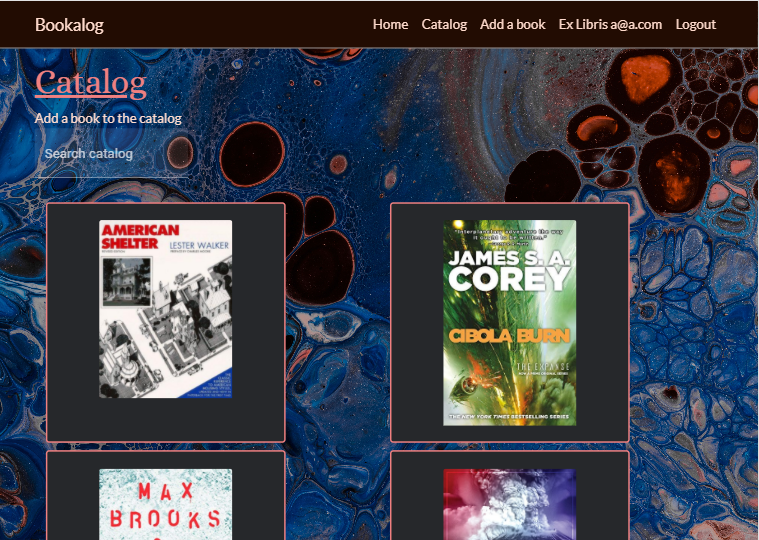 Bookalog
Home Catalog Add a book Ex Libris a@a.com Logout
Catalog
Add a book to the catalog
Search catalog
AMERICAN
SHELTER
LESTER WALKER
"Interplanetary adventure the way
it ought to be written."
JAMES S. A.
COREY
CIBOLA BURN
THE EXPANSE
THE NEW YORK TIMES BESTSELLING SERIES
MAX
BROOKS